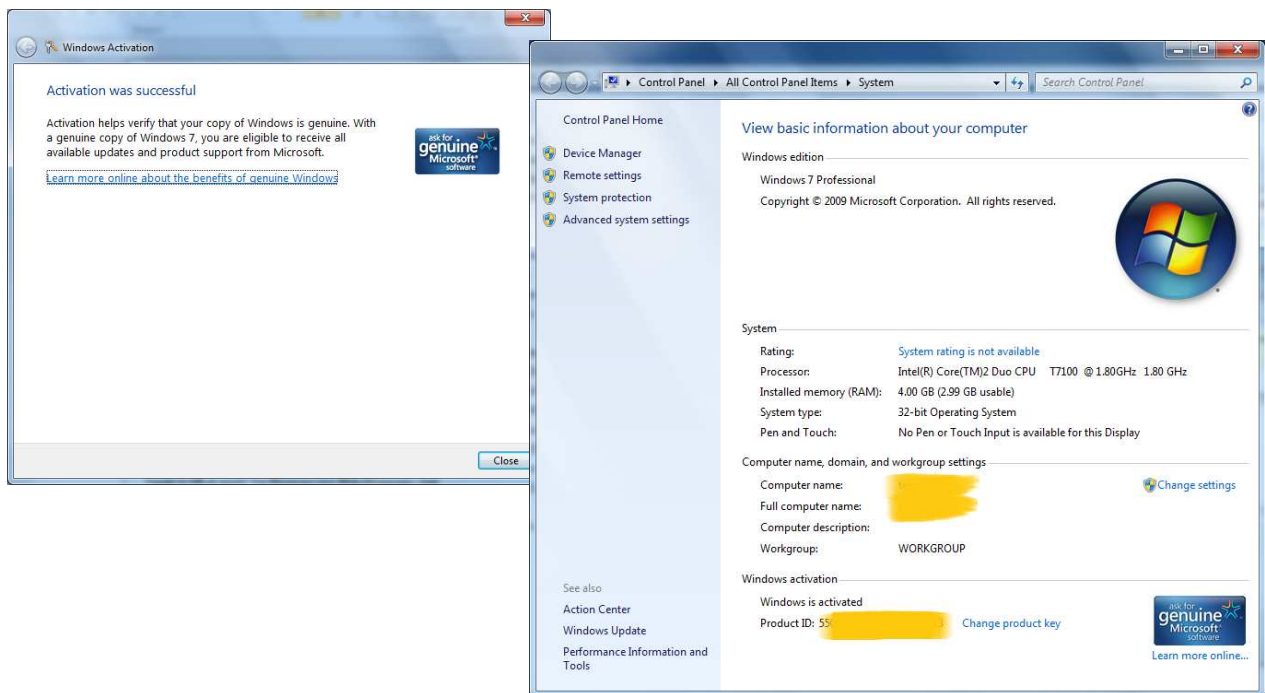 Windows Activation
Activation was successful
Activation helps verify that your copy of Windows is genuine. With
a genuine copy of Windows 7, you are eligible to receive all
available updates and product support from Microsoft.
ask for
genuine
Microsoft
software
Learn more online about the benefits of genuine Windows
Close
Control Panel All Control Panel Items System
Search Control Panel
Control Panel Home
Device Manager
Remote settings
System protection
Advanced system settings
See also
Action Center
Windows Update
Performance Information and
Tools
View basic information about your computer
Windows edition
Windows 7 Professional
Copyright © 2009 Microsoft Corporation. All rights reserved.
System
Rating: System rating is not available
Processor: Intel(R) Core(TM)2 Duo CPU T7100 @ 1.80GHz 1.80 GHz
Installed memory (RAM): 4.00 GB (2.99 GB usable)
System type: 32-bit Operating System
Pen and Touch: No Pen or Touch Input is available for this Display
Computer name, domain, and workgroup settings
Computer name:
Change settings
Full computer name:
Computer description:
Workgroup: WORKGROUP
Windows activation
Windows is activated
Product ID: Change product key
ask for
genuine
Microsoft
software
Learn more online...